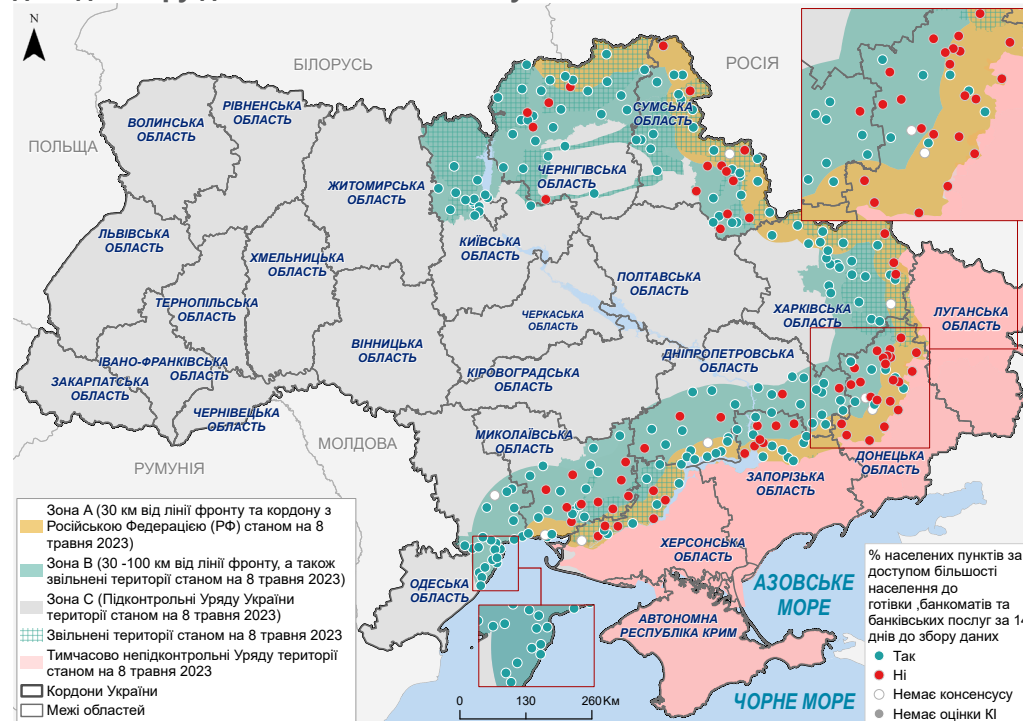 N
БІЛОРУСЬ
РОСІЯ
ПОЛЬЩА
МОЛДОВА
РУМУНІЯ
ВОЛИНСЬКА
ОБЛАСТЬ
РІВНЕНСЬКА
ОБЛАСТЬ
ЖИТОМИРСЬКА
ОБЛАСТЬ
ЧЕРНІГІВСЬКА
ОБЛАСТЬ
СУМСЬКА
ОБЛАСТЬ
ЛЬВІВСЬКА
ОБЛАСТЬ
ХМЕЛЬНИЦЬКА
ОБЛАСТЬ
ТЕРНОПІЛЬСЬКА
ОБЛАСТЬ
КИЇВСЬКА
ОБЛАСТЬ
ПОЛТАВСЬКА
ОБЛАСТЬ
ХАРКІВСЬКА
ОБЛАСТЬ
ЛУГАНСЬКА
ОБЛАСТЬ
ЧЕРКАСЬКА
ОБЛАСТЬ
ВІННИЦЬКА
ОБЛАСТЬ
ІВАНО-ФРАНКІВСЬКА
ОБЛАСТЬ
ЗАКАРПАТСЬКА
ОБЛАСТЬ
ЧЕРНІВЕЦЬКА
ОБЛАСТЬ
КІРОВОГРАДСЬКА
ОБЛАСТЬ
ДНІПРОПЕТРОВСЬКА
ОБЛАСТЬ
МИКОЛАЇВСЬКА
ОБЛАСТЬ
ДОНЕЦЬКА
ОБЛАСТЬ
ЗАПОРІЗЬКА
ОБЛАСТЬ
ХЕРСОНСЬКА
ОБЛАСТЬ
ОДЕСЬКА
ОБЛАСТЬ
АВТОНОМНА
РЕСПУБЛІКА КРИМ
АЗОВСЬКЕ
МОРЕ
ЧОРНЕ МОРЕ
Зона А (30 км від лінії фронту та кордону з
Російською Федерацією (РФ) станом на 8
травня 2023)
Зона B (30 -100 км від лінії фронту, а також
звільнені території станом на 8 травня 2023)
Зона С (Підконтрольні Уряду України
території станом на 8 травня 2023)
Звільнені території станом на 8 травня 2023
Тимчасово непідконтрольні Уряду території
станом на 8 травня 2023
Кордони України
Межі областей
0 130 260 Км
% населених пунктів за
доступом більшості
населення до
готівки ,банкоматів та
банківських послуг за 14
днів до збору даних
Так
Ні
Немає консенсусу
Немає оцінки КІ